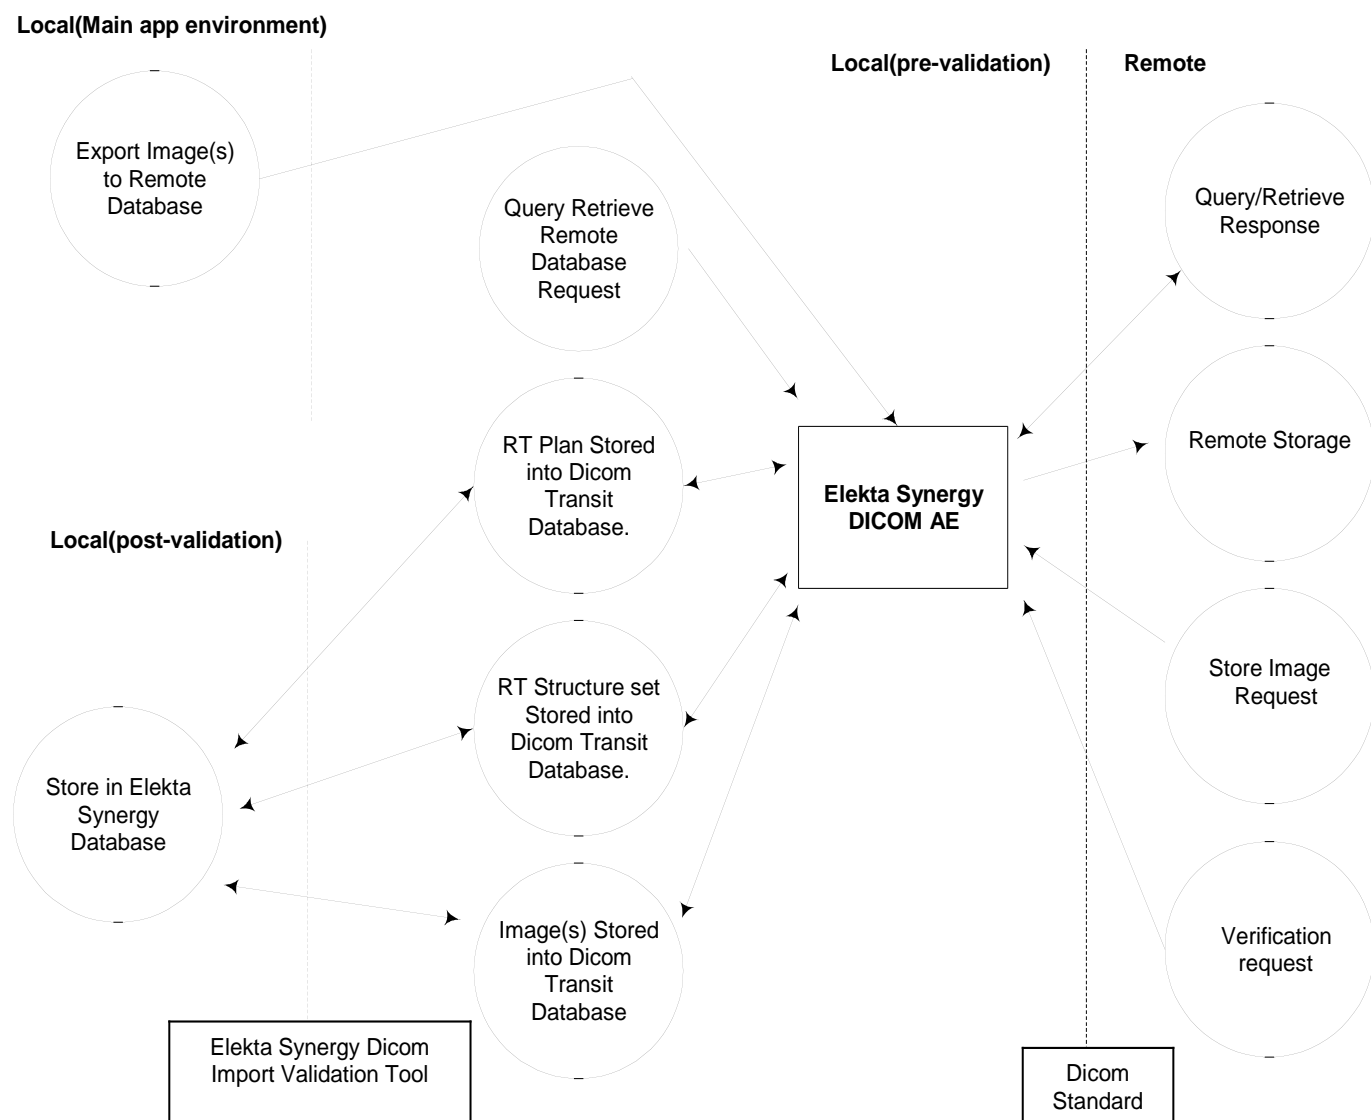 Local(Main app environment)
Local(pre-validation)
Remote
Export Image(s)
to Remote
Database
Query Retrieve
Remote
Database
Request
Query/Retrieve
Response
RT Plan Stored
into Dicom
Transit
Database.
Elekta Synergy
DICOM AE
Remote Storage
Local(post-validation)
RT Structure set
Stored into
Dicom Transit
Database.
Store Image
Request
Store in Elekta
Synergy
Database
Image(s) Stored
into Dicom
Transit
Database
Verification
request
Elekta Synergy Dicom
Import Validation Tool
Dicom
Standard